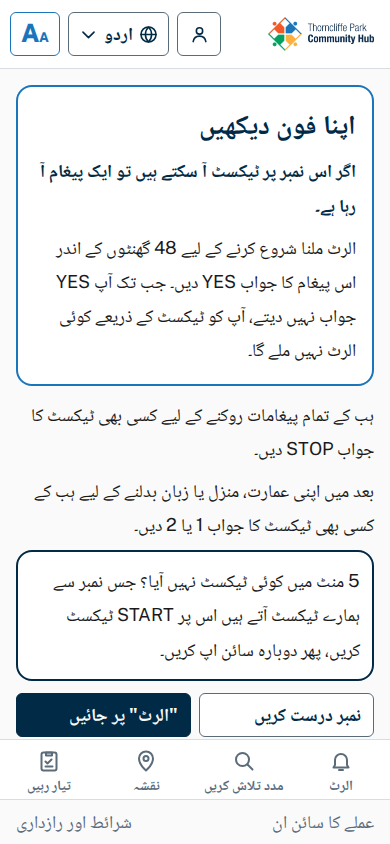 Thorncliffe Park
Community Hub
اردو
AA
اپنا فون دیکھیں
اگر اس نمبر پر ٹیکسٹ آ سکتے ہیں تو ایک پیغام آ
رہا ہے۔
الرٹ ملنا شروع کرنے کے لیے 48 گھنٹوں کے اندر
اس پیغام کا جواب YES دیں۔ جب تک آپ YES
جواب نہیں دیتے، آپ کو ٹیکسٹ کے ذریعے کوئی
الرٹ نہیں ملے گا۔
ہب کے تمام پیغامات روکنے کے لیے کسی بھی ٹیکسٹ کا
جواب STOP دیں۔
بعد میں اپنی عمارت، منزل یا زبان بدلنے کے لیے ہب کے
کسی بھی ٹیکسٹ کا جواب 1 یا 2 دیں۔
5 منٹ میں کوئی ٹیکسٹ نہیں آیا؟ جس نمبر سے
ہمارے ٹیکسٹ آتے ہیں اس پر START ٹیکسٹ
کریں، پھر دوبارہ سائن اپ کریں۔
نمبر درست کریں
"الرٹ" پر جائیں
الرٹ
مدد تلاش کریں
نقشہ
تیار رہیں
عملے کا سائن ان
شرائط اور رازداری